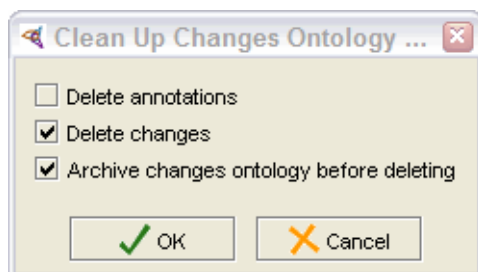 Clean Up Changes Ontology ...
Delete annotations
Delete changes
Archive changes ontology before deleting
OK Cancel